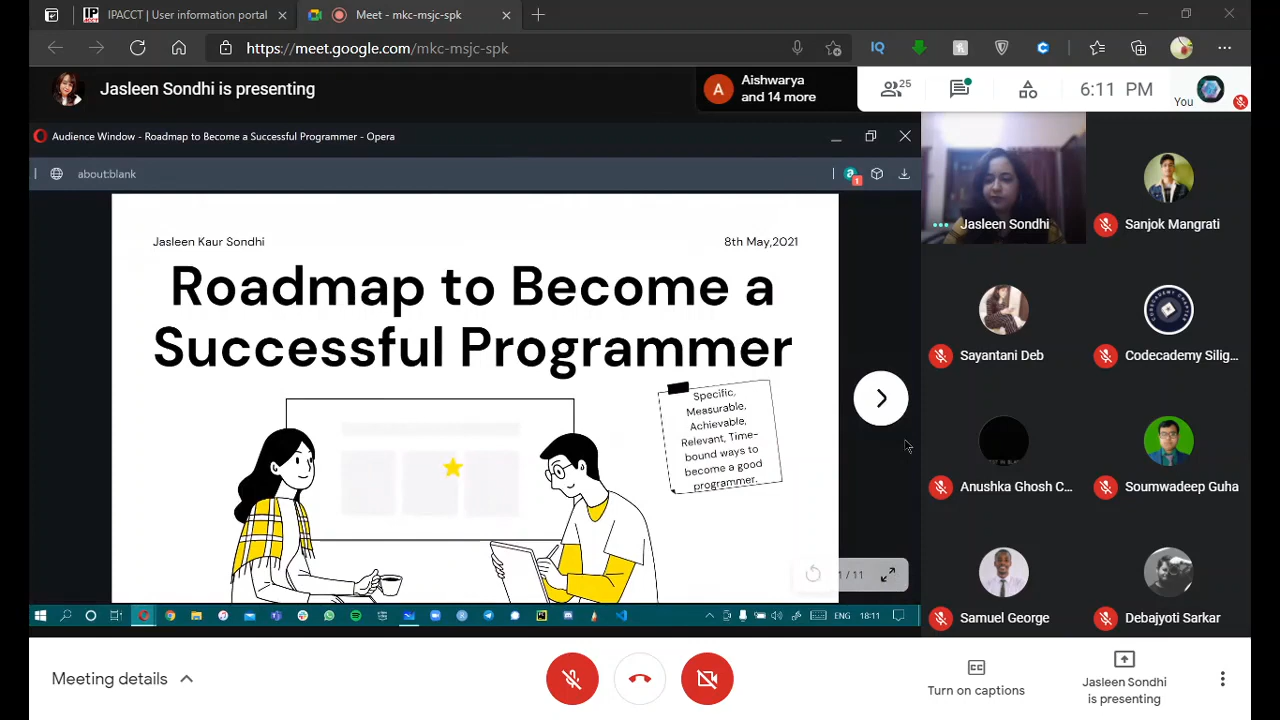 IPACCT | User information portal
Meet - mkc-msjc-spk
https://meet.google.com/mkc-msjc-spk
IQ
Jasleen Sondhi is presenting
A
Aishwarya
and 14 more
25
6:11 PM
You
Audience Window - Roadmap to Become a Successful Programmer - Opera
about:blank
1
Jasleen Kaur Sondhi
8th May,2021
Roadmap to Become a
Successful Programmer
Specific,
Measurable,
Achievable,
Relevant, Time-
bound ways to
become a good
programmer.
1/11
ENG
18:11
Jasleen Sondhi
Sanjok Mangrati
Sayantani Deb
Codecademy Silig...
Anushka Ghosh C...
Soumwadeep Guha
Samuel George
Debajyoti Sarkar
Meeting details
Turn on captions
Jasleen Sondhi
is presenting